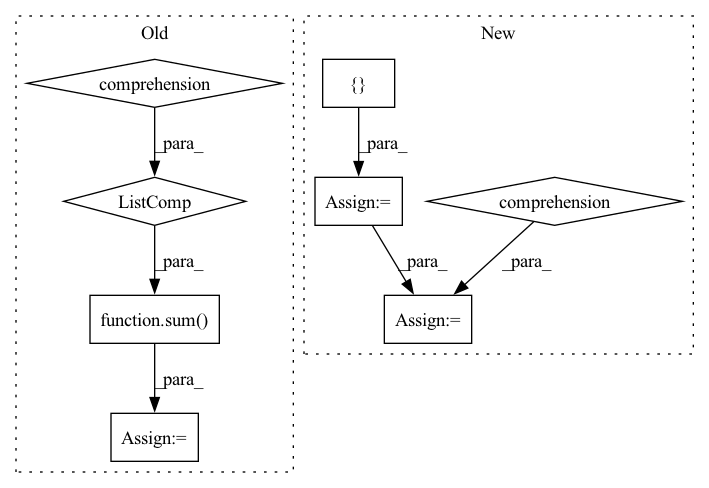 Old
comprehension
_para_
ListComp
_para_
function.sum()
_para_
Assign:=
New
{}
_para_
Assign:=
comprehension
_para_
_para_
Assign:=